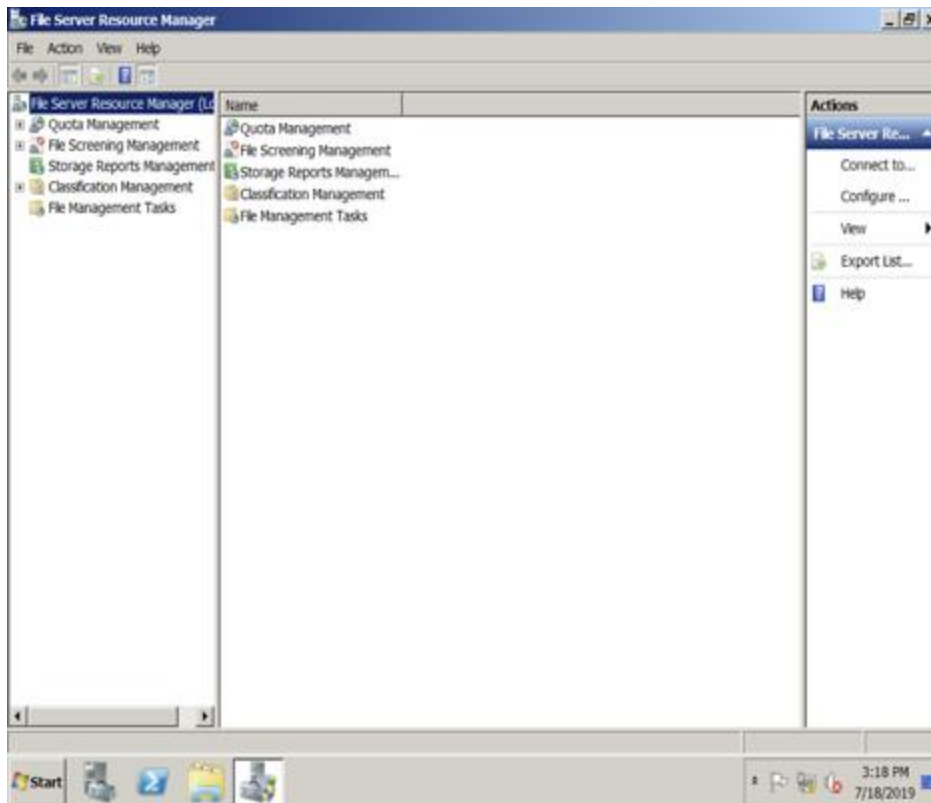 File Server Resource Manager
File Action View Help
File Server Resource Manager (Lo
Quota Management
File Screening Management
Storage Reports Management
Classification Management
File Management Tasks
Name
Quota Management
File Screening Management
Storage Reports Managem...
Classification Management
File Management Tasks
Actions
File Server Re...
Connect to...
Configure ...
View
Export List...
Help
Start
3:18 PM
7/18/2019